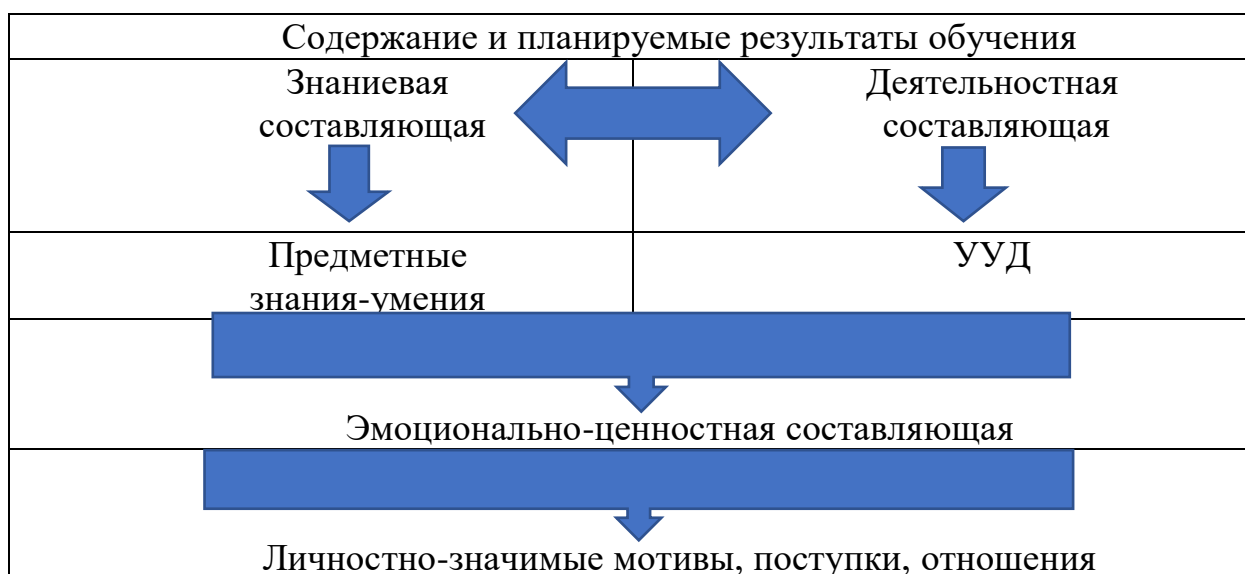 Содержание и планируемые результаты обучения
Знаниевая
составляющая
Деятельностная
составляющая
Предметные
знания-умения
УУД
Эмоционально-ценностная составляющая
Личностно-значимые мотивы, поступки, отношения